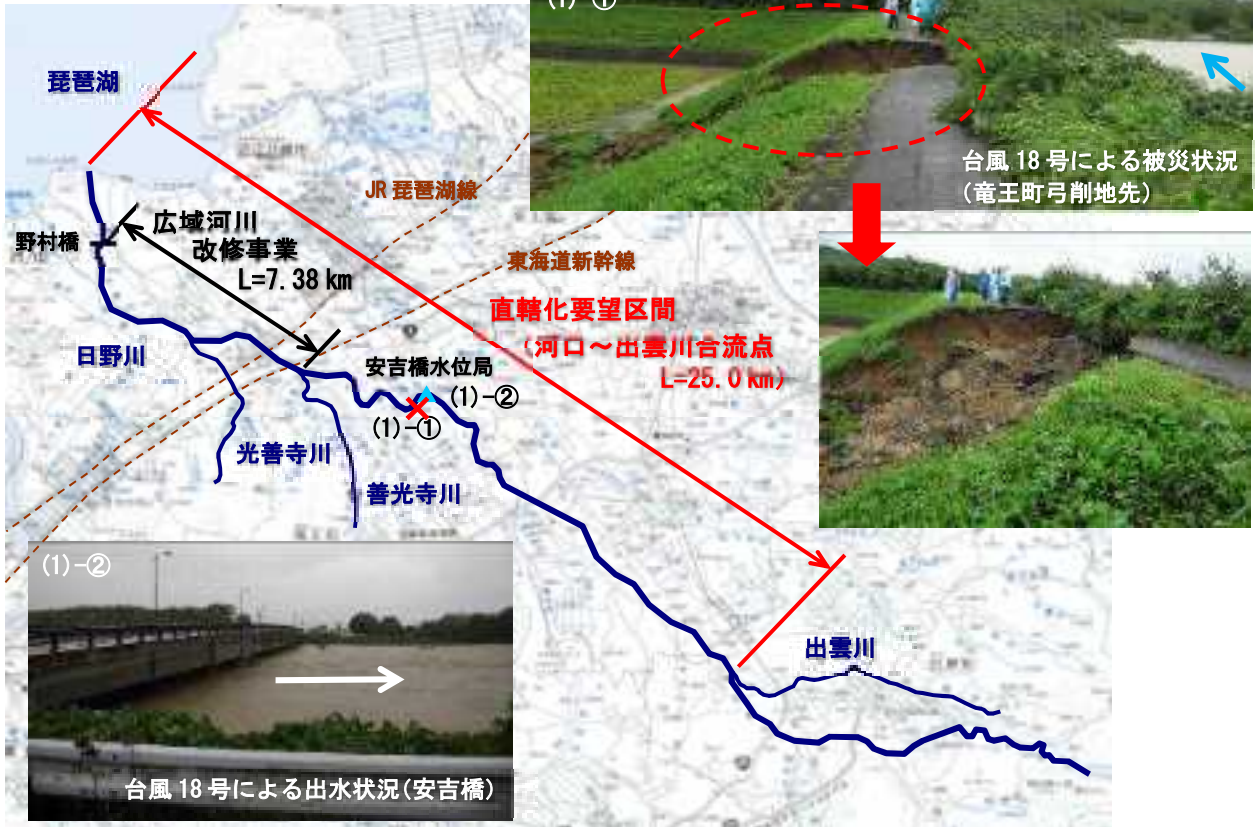 (1)-①
琵琶湖
JR 琵琶湖線
台風 18 号による被災状況
(竜王町弓削地先)
野村橋
広域河川
改修事業
L=7.38 km
東海道新幹線
直轄化要望区間
(河口～出雲川合流点
L=25.0 km)
日野川
安吉橋水位局
(1)-②
(1)-①
光善寺川
善光寺川
(1)-②
出雲川
台風 18 号による出水状況(安吉橋)